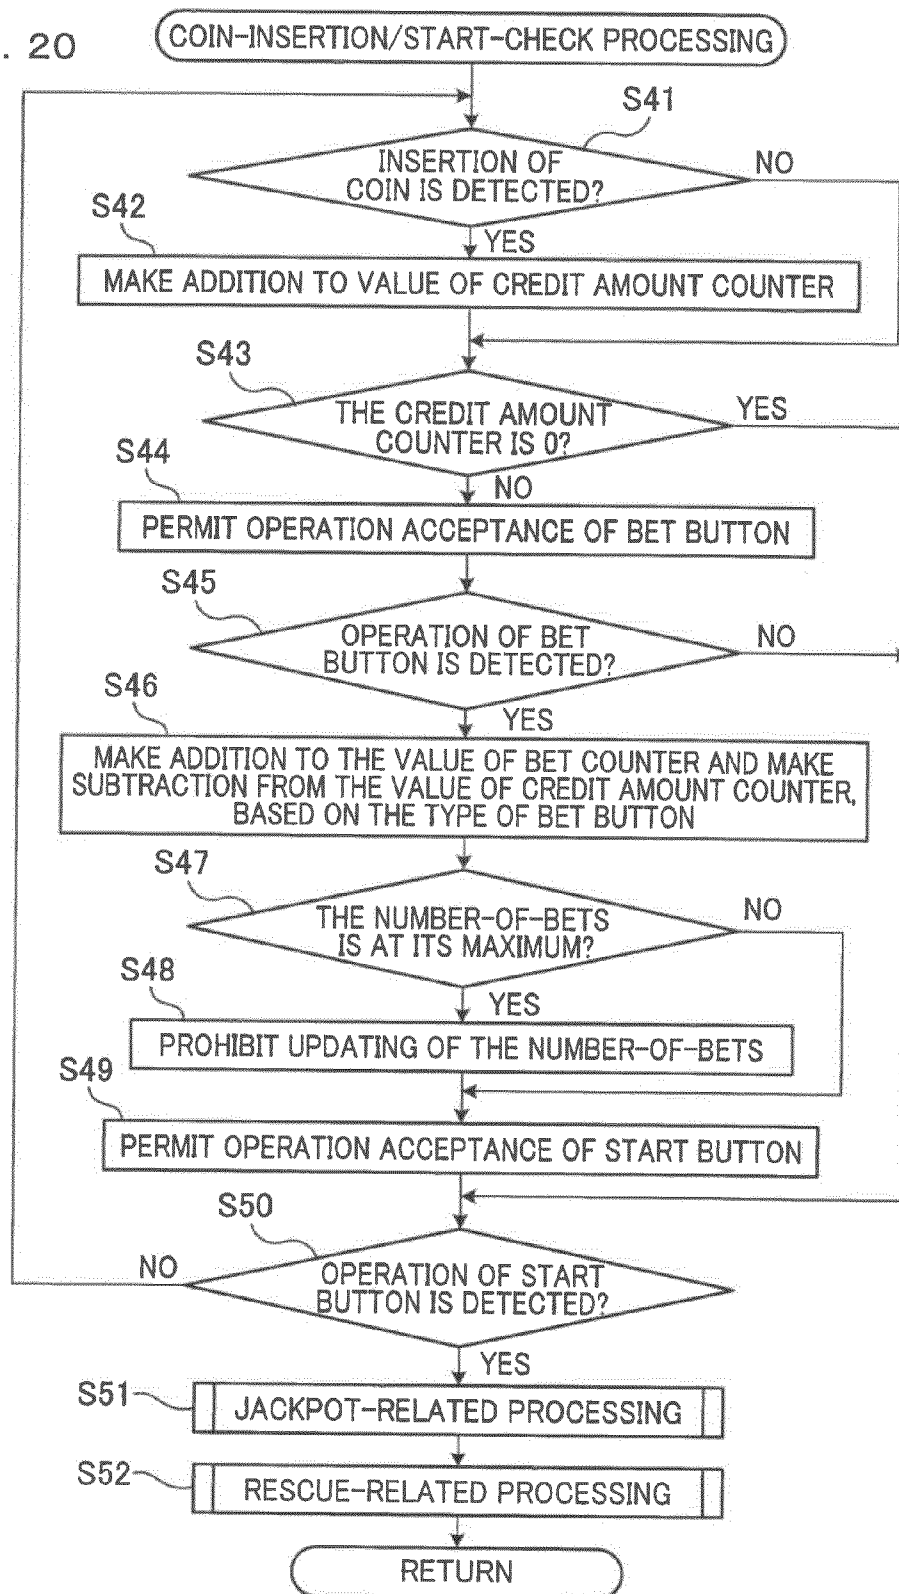 . 20
COIN-INSERTION/START-CHECK PROCESSING
S41
INSERTION OF
COIN IS DETECTED?
NO
YES
S42
MAKE ADDITION TO VALUE OF CREDIT AMOUNT COUNTER
S43
THE CREDIT AMOUNT
COUNTER IS 0?
YES
NO
S44
PERMIT OPERATION ACCEPTANCE OF BET BUTTON
S45
OPERATION OF BET
BUTTON IS DETECTED?
NO
YES
S46
MAKE ADDITION TO THE VALUE OF BET COUNTER AND MAKE
SUBTRACTION FROM THE VALUE OF CREDIT AMOUNT COUNTER,
BASED ON THE TYPE OF BET BUTTON
S47
THE NUMBER-OF-BETS
IS AT ITS MAXIMUM?
NO
YES
S48
PROHIBIT UPDATING OF THE NUMBER-OF-BETS
S49
PERMIT OPERATION ACCEPTANCE OF START BUTTON
S50
OPERATION OF START
BUTTON IS DETECTED?
NO
YES
S51
JACKPOT-RELATED PROCESSING
S52
RESCUE-RELATED PROCESSING
RETURN